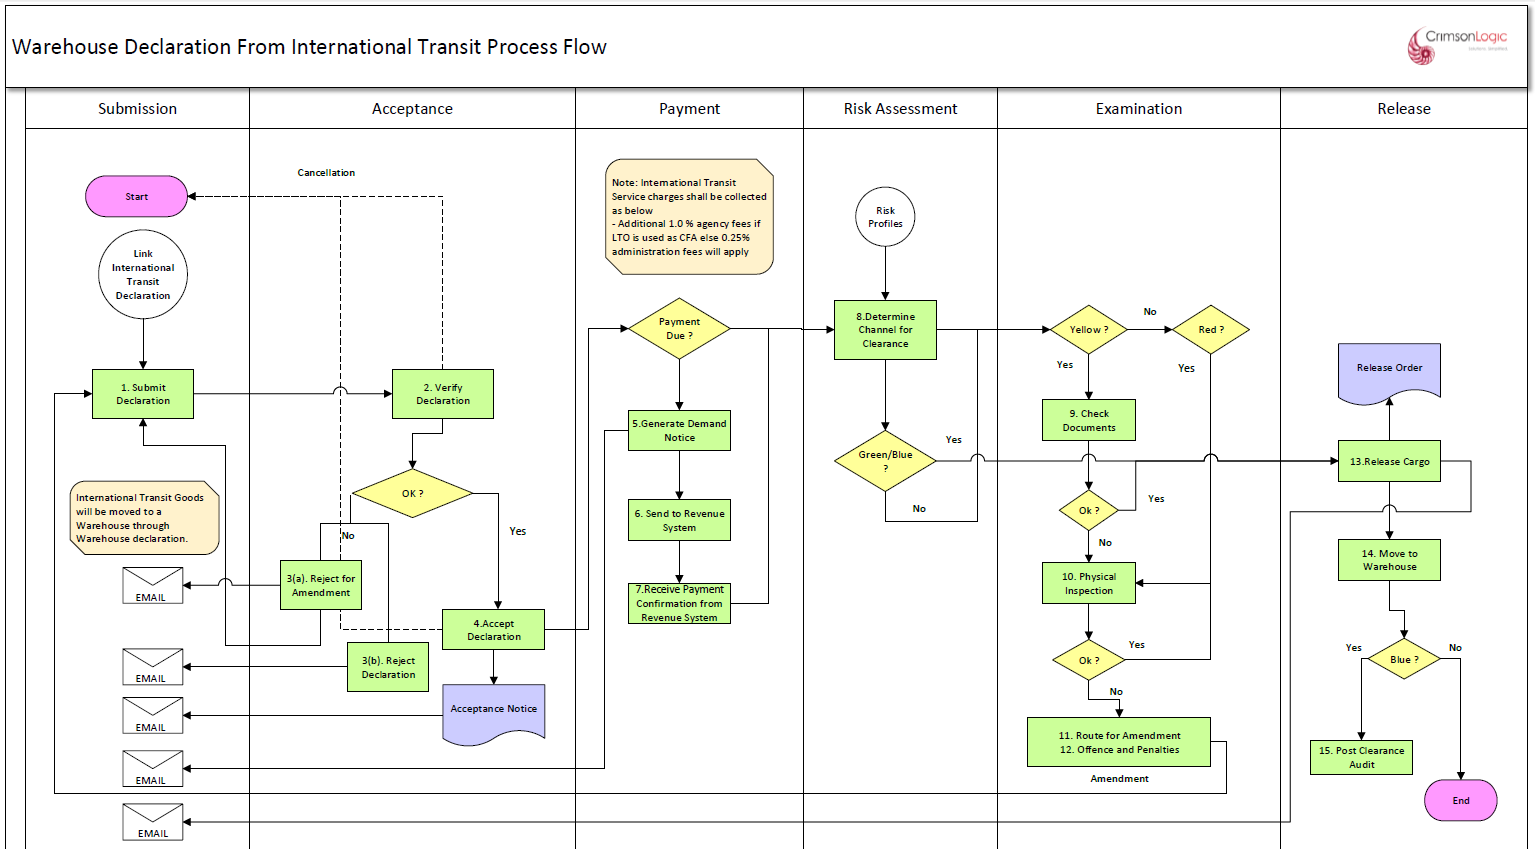 Warehouse Declaration From International Transit Process Flow
CrimsonLogic
Submission
Acceptance
Payment
Risk Assessment
Examination
Release
Start
Link
International
Transit
Declaration
1. Submit
Declaration
International Transit Goods
will be moved to a
Warehouse through
Warehouse declaration.
EMAIL
EMAIL
EMAIL
EMAIL
EMAIL
Cancellation
2. Verify
Declaration
OK ?
No
Yes
3(a). Reject for
Amendment
3(b). Reject
Declaration
4.Accept
Declaration
Acceptance Notice
Note: International Transit
Service charges shall be collected
as below
- Additional 1.0 % agency fees if
LTO is used as CFA else 0.25%
administration fees will apply
Payment
Due ?
5.Generate Demand
Notice
6. Send to Revenue
System
7.Receive Payment
Confirmation from
Revenue System
Risk
Profiles
8.Determine
Channel for
Clearance
Green/Blue
?
Yes
No
Yellow ?
No
Red ?
Yes
Yes
9. Check
Documents
Ok ?
Yes
No
10. Physical
Inspection
Ok ?
Yes
No
11. Route for Amendment
12. Offence and Penalties
Amendment
Release Order
13.Release Cargo
14. Move to
Warehouse
Yes
Blue ?
No
15. Post Clearance
Audit
End